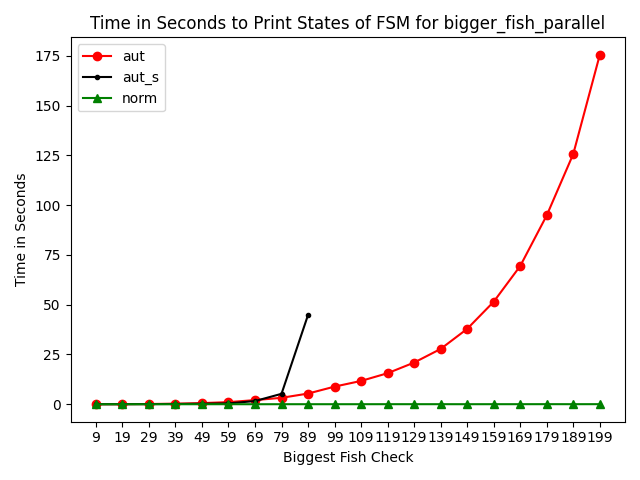 Time in Seconds to Print States of FSM for bigger_fish_parallel
aut
aut_s
norm
175
150
125
100
75
50
25
0
Time in Seconds
9 19 29 39 49 59 69 79 89 99 109 119 129 139 149 159 169 179 189 199
Biggest Fish Check